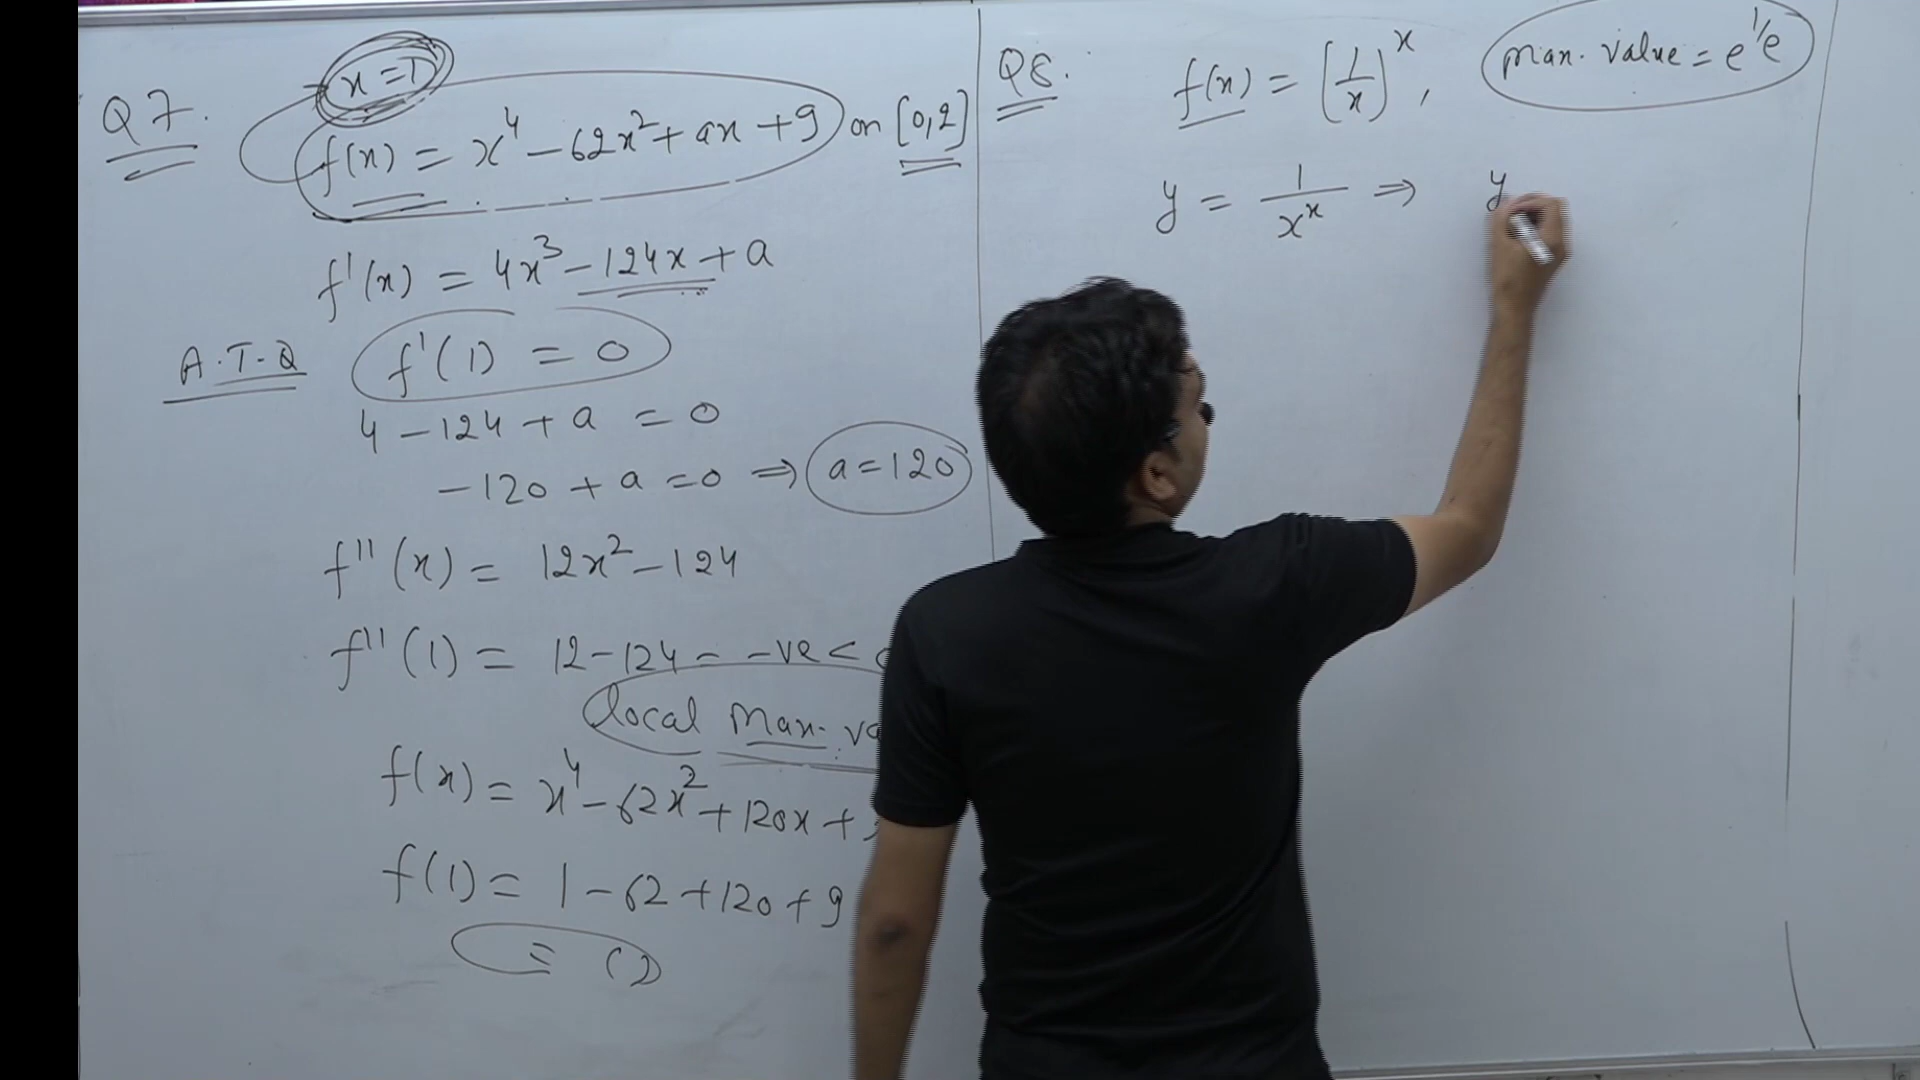 Q7.
x = 1
f(x) = x⁴ - 62x² + ax + 9 on [0,2]
f'(x) = 4x³ - 124x + a
A.T.Q f'(1) = 0
4 - 124 + a = 0
-120 + a = 0 ⇒ a = 120
f''(x) = 12x² - 124
f''(1) = 12 - 124 = -ve <
local Max.
f(x) = x⁴ - 62x² + 120x +
f(1) = 1 - 62 + 120 + 9
= ( )
Q8.
f(x) = (1/x)^x, Max. Value = e^1/e
y = 1/x^x ⇒ y